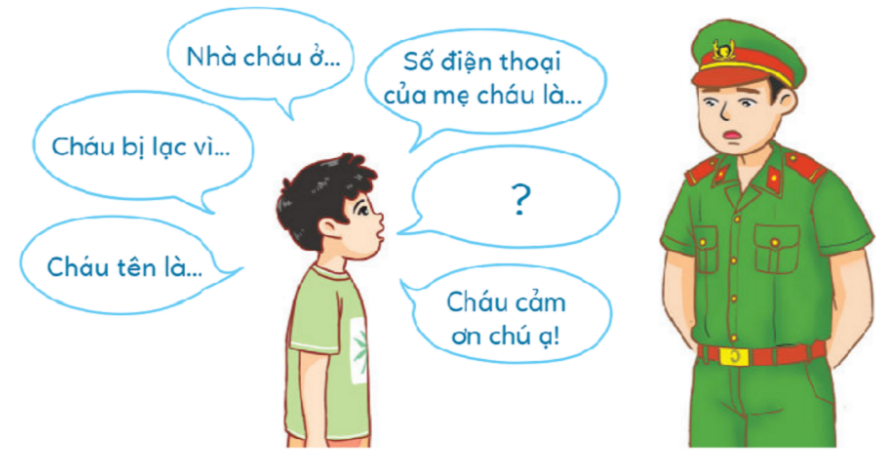 Nhà cháu ở...
Số điện thoại
của mẹ cháu là...
Cháu bị lạc vì...
?
Cháu tên là...
Cháu cảm
ơn chú ạ!